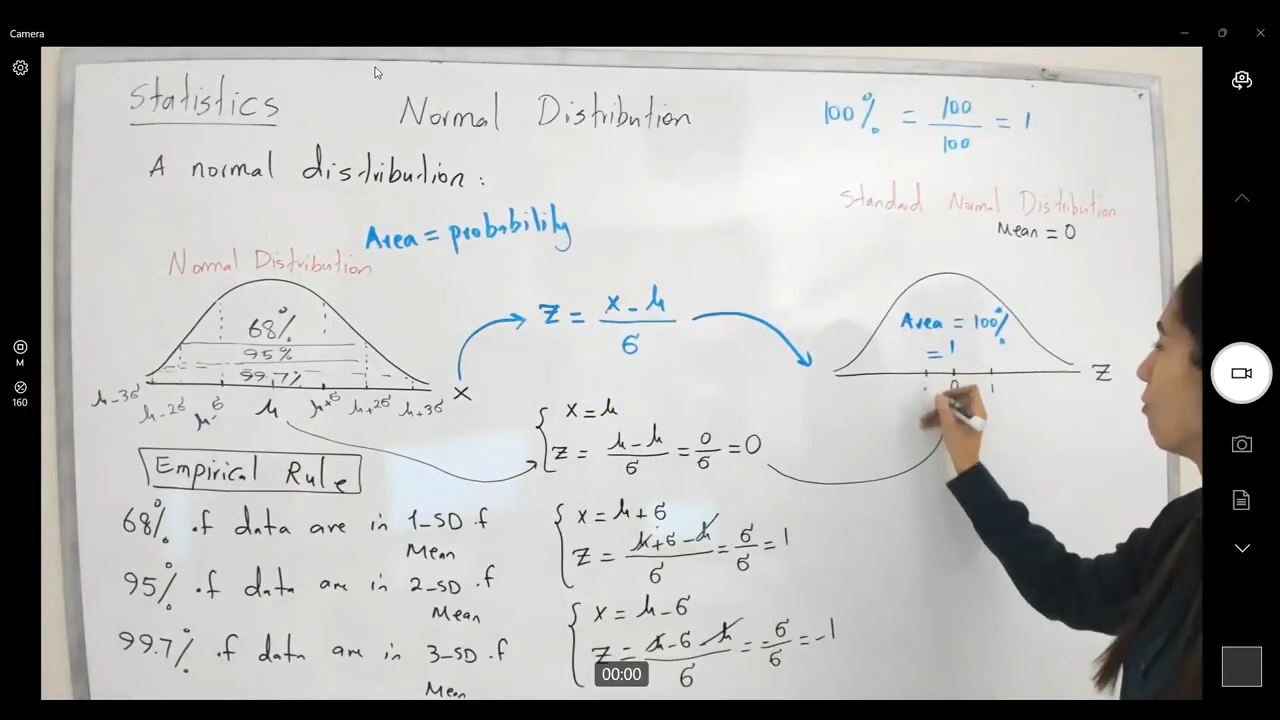 Camera
Statistics
Normal Distribution
100% = 100/100 = 1
A normal distribution:
Standard Normal Distribution
Mean = 0
Area = probability
Normal Distribution
Z = x - μ / σ
68%
95%
99.7%
Area = 100%
= 1
μ-3σ μ-2σ μ-σ μ μ+σ μ+2σ μ+3σ X
0 1 Z
x = μ
Z = μ - μ / σ = 0/σ = 0
Empirical Rule
68% of data are in 1-SD of
Mean
95% of data are in 2-SD of
Mean
99.7% of data are in 3-SD of
Mean
x = μ+σ
Z = μ+σ-μ / σ = σ/σ = 1
x = μ-σ
Z = μ-σ-μ / σ = -σ/σ = -1
M
160
00:00